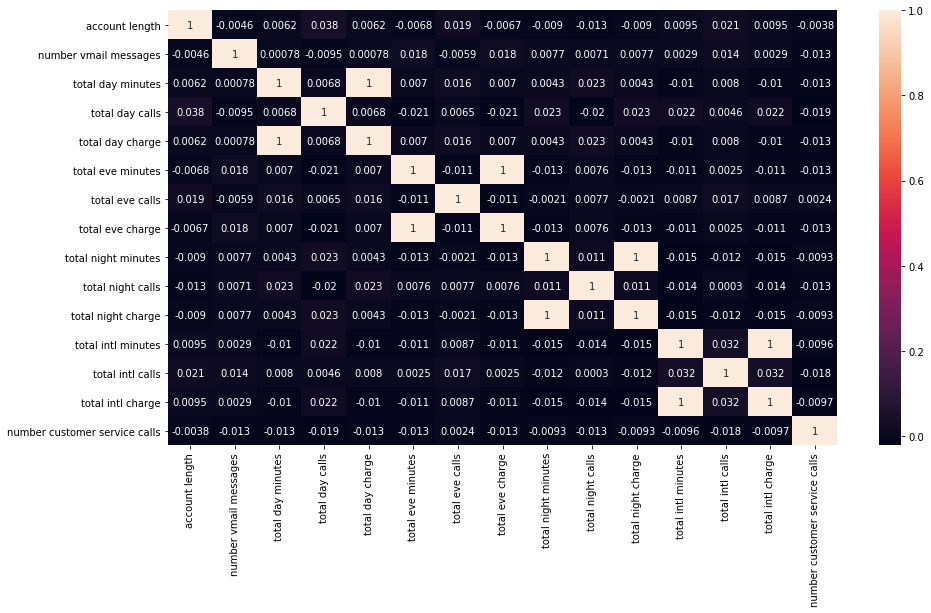 account length 1 -0.0046 0.0062 0.038 0.0062 -0.0068 0.019 -0.0067 -0.009 -0.013 -0.009 0.0095 0.021 0.0095 -0.0038
number vmail messages -0.0046 1 0.00078 -0.0095 0.00078 0.018 -0.0059 0.018 0.0077 0.0071 0.0077 0.0029 0.014 0.0029 -0.013
total day minutes 0.0062 0.00078 1 0.0068 1 0.007 0.016 0.007 0.0043 0.023 0.0043 -0.01 0.008 -0.01 -0.013
total day calls 0.038 -0.0095 0.0068 1 0.0068 -0.021 0.0065 -0.021 0.023 -0.02 0.023 0.022 0.0046 0.022 -0.019
total day charge 0.0062 0.00078 1 0.0068 1 0.007 0.016 0.007 0.0043 0.023 0.0043 -0.01 0.008 -0.01 -0.013
total eve minutes -0.0068 0.018 0.007 -0.021 0.007 1 -0.011 1 -0.013 0.0076 -0.013 -0.011 0.0025 -0.011 -0.013
total eve calls 0.019 -0.0059 0.016 0.0065 0.016 -0.011 1 -0.011 -0.0021 0.0077 -0.0021 0.0087 0.017 0.0087 0.0024
total eve charge -0.0067 0.018 0.007 -0.021 0.007 1 -0.011 1 -0.013 0.0076 -0.013 -0.011 0.0025 -0.011 -0.013
total night minutes -0.009 0.0077 0.0043 0.023 0.0043 -0.013 -0.0021 -0.013 1 0.011 1 -0.015 -0.012 -0.015 -0.0093
total night calls -0.013 0.0071 0.023 -0.02 0.023 0.0076 0.0077 0.0076 0.011 1 0.011 -0.014 0.0003 -0.014 -0.013
total night charge -0.009 0.0077 0.0043 0.023 0.0043 -0.013 -0.0021 -0.013 1 0.011 1 -0.015 -0.012 -0.015 -0.0093
total intl minutes 0.0095 0.0029 -0.01 0.022 -0.01 -0.011 0.0087 -0.011 -0.015 -0.014 -0.015 1 0.032 1 -0.0096
total intl calls 0.021 0.014 0.008 0.0046 0.008 0.0025 0.017 0.0025 -0.012 0.0003 -0.012 0.032 1 0.032 -0.018
total intl charge 0.0095 0.0029 -0.01 0.022 -0.01 -0.011 0.0087 -0.011 -0.015 -0.014 -0.015 1 0.032 1 -0.0097
number customer service calls -0.0038 -0.013 -0.013 -0.019 -0.013 -0.013 0.0024 -0.013 -0.0093 -0.013 -0.0093 -0.0096 -0.018 -0.0097 1
account length
number vmail messages
total day minutes
total day calls
total day charge
total eve minutes
total eve calls
total eve charge
total night minutes
total night calls
total night charge
total intl minutes
total intl calls
total intl charge
number customer service calls
1.0
0.8
0.6
0.4
0.2
0.0